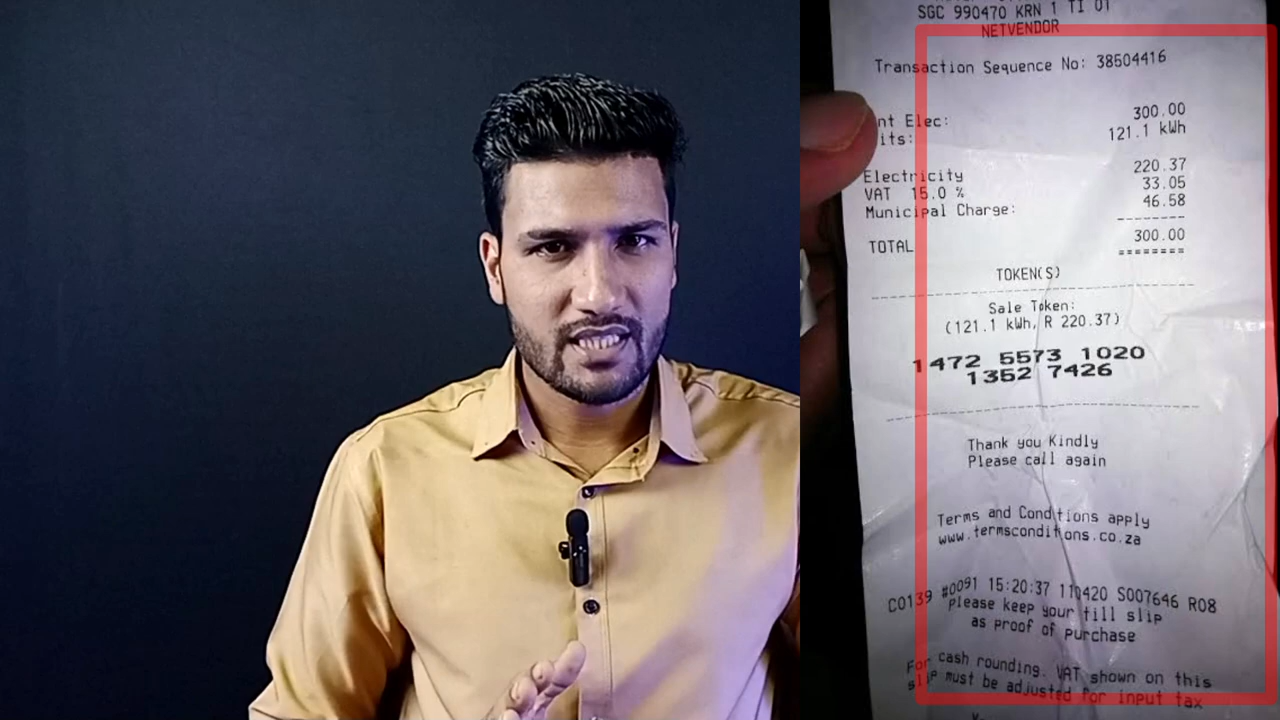 SGC 990470 KRN 1 TI 01
NETVENDOR
Transaction Sequence No: 38504416
nt Elec: 300.00
its: 121.1 kWh
Electricity 220.37
VAT 15.0 % 33.05
Municipal Charge: 46.58
--------
TOTAL 300.00
========
TOKEN(S)
Sale Token:
(121.1 kWh, R 220.37)
1472 5573 1020
1352 7426
Thank you Kindly
Please call again
Terms and Conditions apply
www.termsconditions.co.za
C0139 #0091 15:20:37 110420 S007646 R08
Please keep your till slip
as proof of purchase
For cash rounding. VAT shown on this
slip must be adjusted for input tax